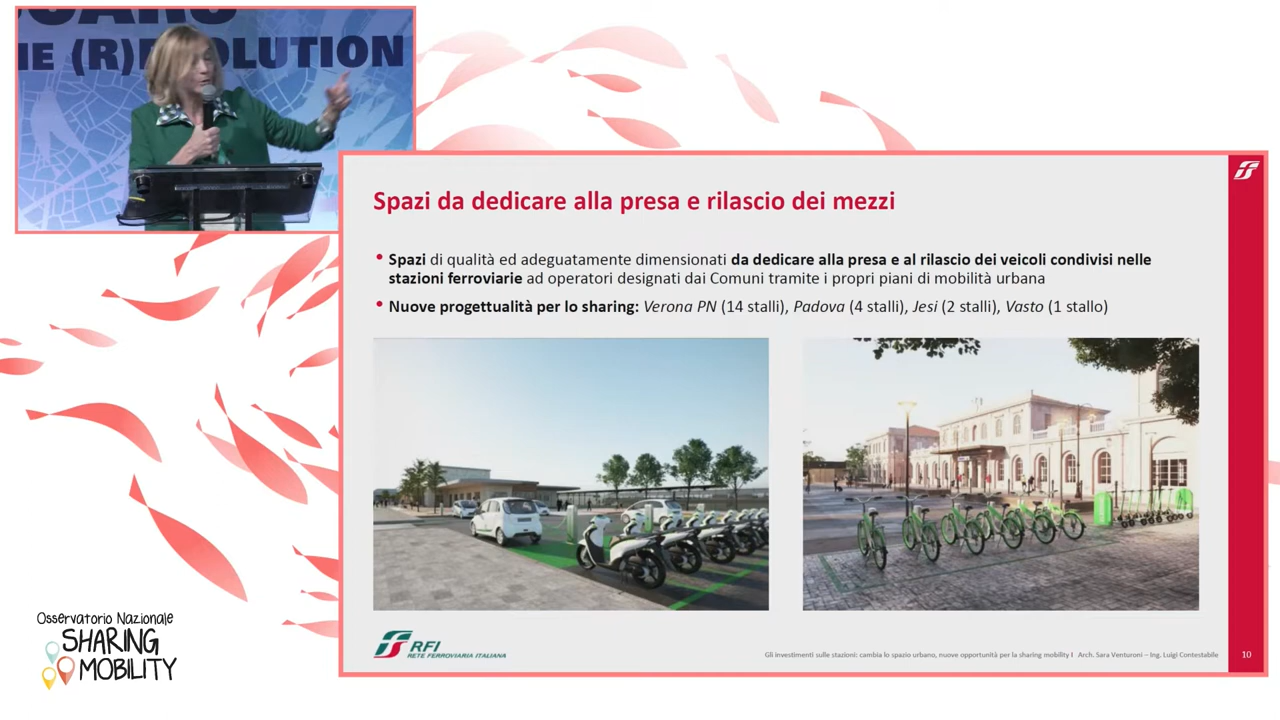 (R)
UTION
Spazi da dedicare alla presa e rilascio dei mezzi
• Spazi di qualità ed adeguatamente dimensionati da dedicare alla presa e al rilascio dei veicoli condivisi nelle
stazioni ferroviarie ad operatori designati dai Comuni tramite i propri piani di mobilità urbana
• Nuove progettualità per lo sharing: Verona PN (14 stalli), Padova (4 stalli), Jesi (2 stalli), Vasto (1 stallo)
RFI
RETE FERROVIARIA ITALIANA
Gli investimenti sulle stazioni: cambia lo spazio urbano, nuove opportunità per la sharing mobility I Arch. Sara Venturoni – Ing. Luigi Contestabile
10
Osservatorio Nazionale
SHARING
MOBILITY